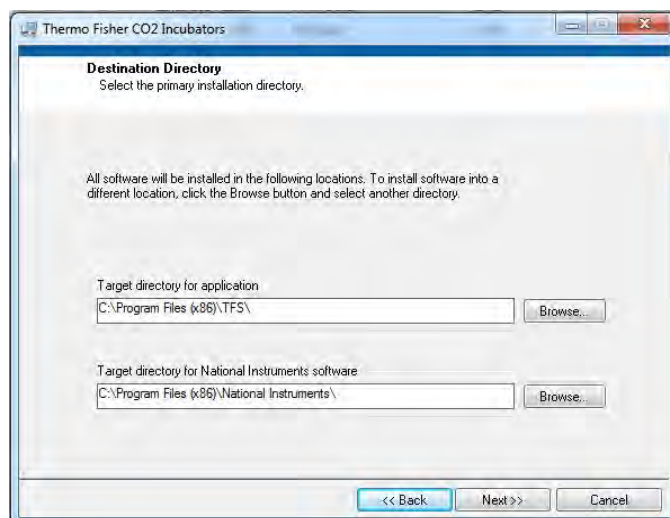 Thermo Fisher CO2 Incubators
Destination Directory
Select the primary installation directory.
All software will be installed in the following locations. To install software into a
different location, click the Browse button and select another directory.
Target directory for application
C:\Program Files (x86)\TFS\
Browse...
Target directory for National Instruments software
C:\Program Files (x86)\National Instruments\
Browse...
<< Back
Next >>
Cancel